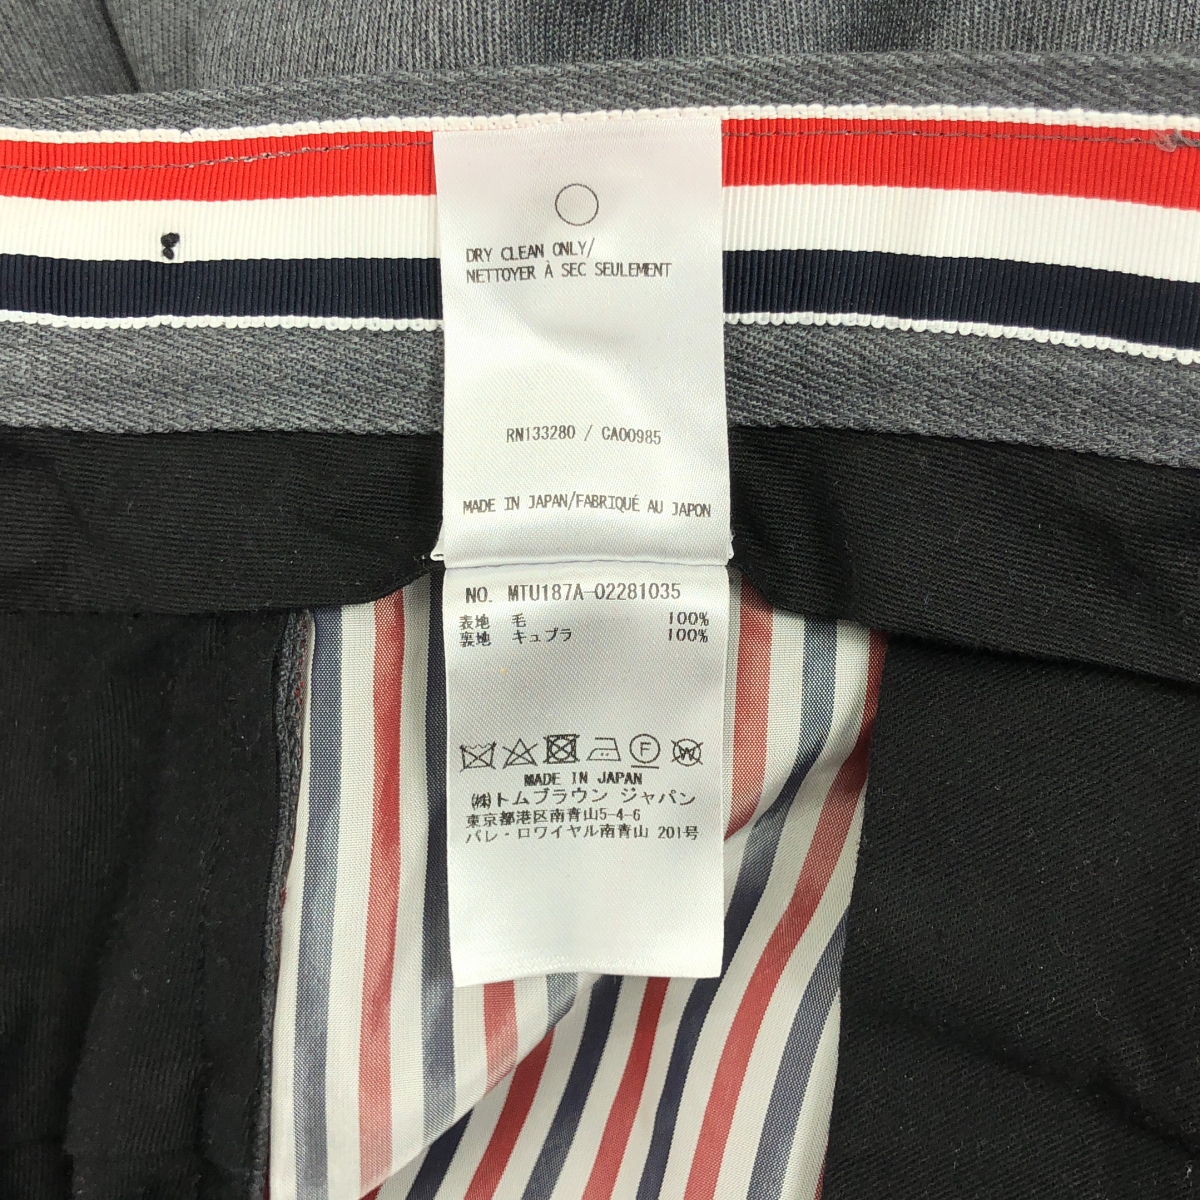 DRY CLEAN ONLY/
NETTOYER À SEC SEULEMENT
RN133280 / CA00985
MADE IN JAPAN/FABRIQUÉ AU JAPON
NO. MTU187A-02281035
表地 毛 100%
裏地 キュプラ 100%
F W
MADE IN JAPAN
㈱トムブラウン ジャパン
東京都港区南青山5-4-6
パレ・ロワイヤル南青山 201号